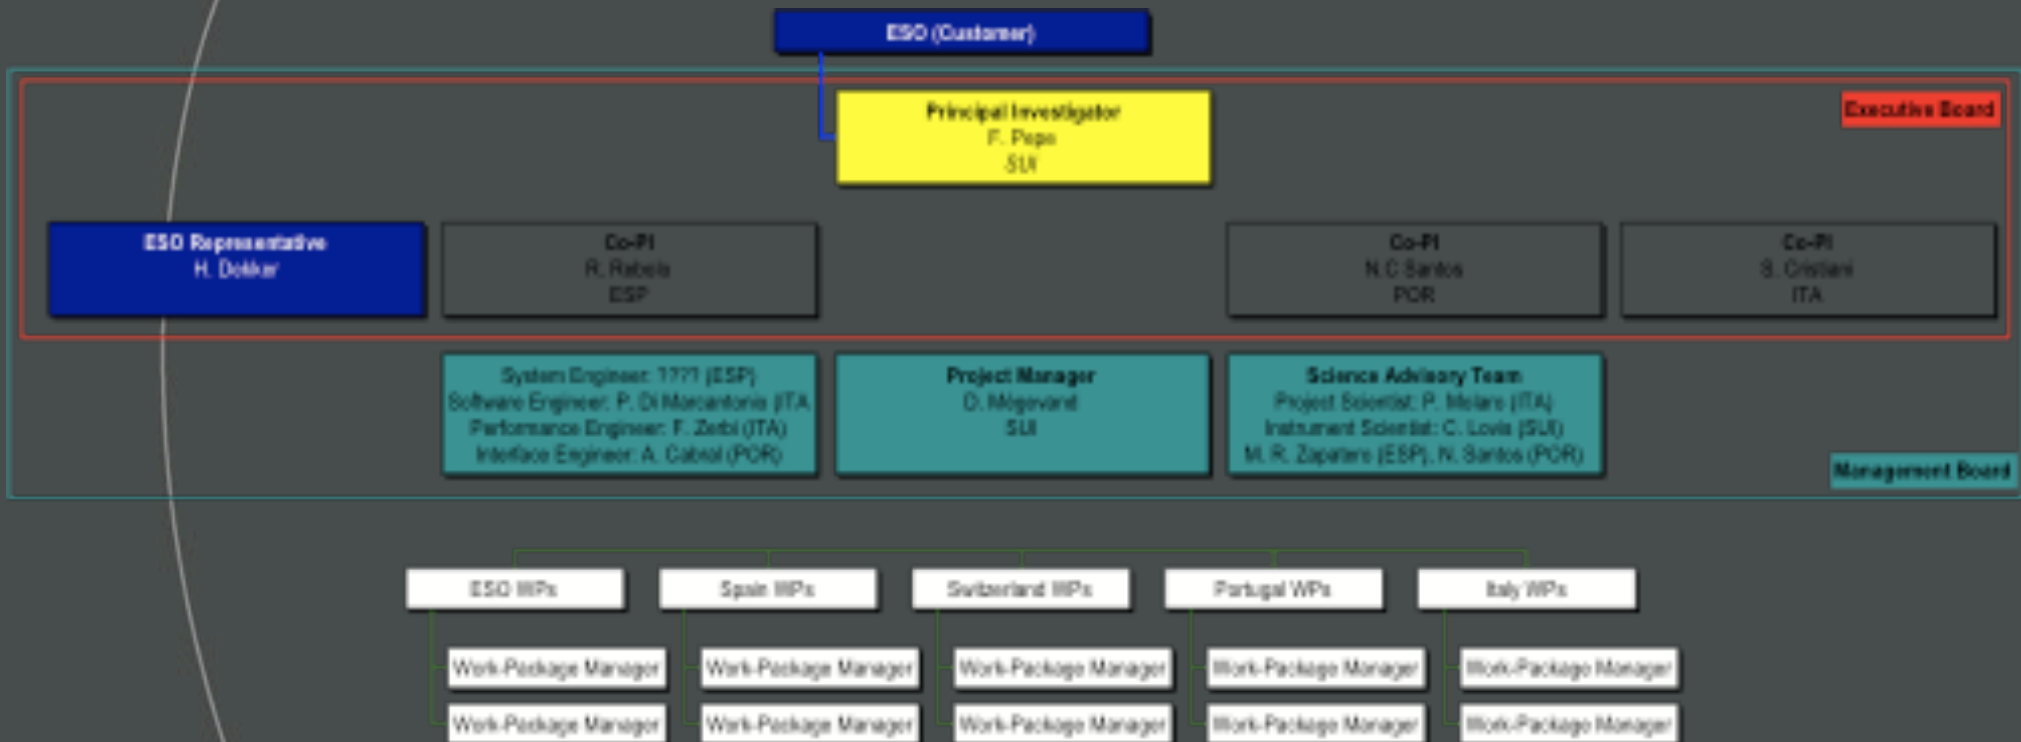 ESO (Customer)
Principal Investigator
F. Pepe
SUI
Executive Board
ESO Representative
H. Dekker
Co-PI
R. Rebolo
ESP
Co-PI
N.C Santos
POR
Co-PI
S. Cristiani
ITA
System Engineer: ???? (ESP)
Software Engineer: P. Di Marcantonio (ITA
Performance Engineer: F. Zerbi (ITA)
Interface Engineer: A. Cabral (POR)
Project Manager
D. Mégevand
SUI
Science Advisory Team
Project Scientist: P. Molaro (ITA)
Instrument Scientist: C. Lovis (SUI)
M. R. Zapatero (ESP), N. Santos (POR)
Management Board
ESO WPs
Spain WPs
Switzerland WPs
Portugal WPs
Italy WPs
Work-Package Manager
Work-Package Manager
Work-Package Manager
Work-Package Manager
Work-Package Manager
Work-Package Manager
Work-Package Manager
Work-Package Manager
Work-Package Manager
Work-Package Manager